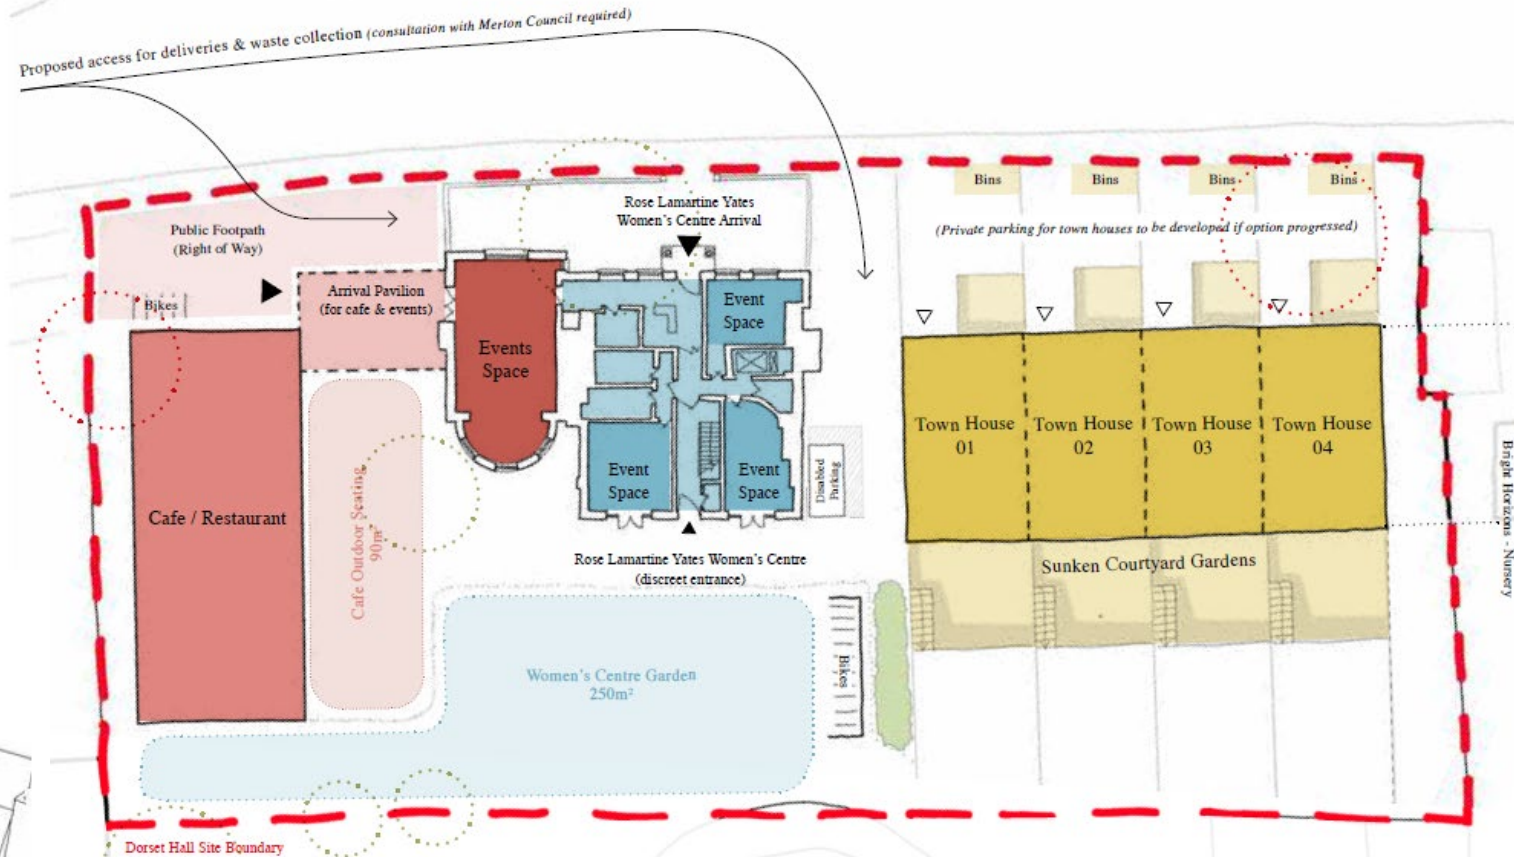 Proposed access for deliveries & waste collection (consultation with Merton Council required)
Public Footpath
(Right of Way)
Rose Lamartine Yates
Women's Centre Arrival
Bins
Bins
Bins
Bins
(Private parking for town houses to be developed if option progressed)
Bikes
Arrival Pavilion
(for cafe & events)
Events
Space
Event
Space
Event
Space
Event
Space
Disabled
Parking
Town House
01
Town House
02
Town House
03
Town House
04
Cafe / Restaurant
Cafe Outdoor Seating
90m²
Rose Lamartine Yates Women's Centre
(discreet entrance)
Sunken Courtyard Gardens
Bright Horizons - Nursery
Women's Centre Garden
250m²
Bikes
Dorset Hall Site Boundary